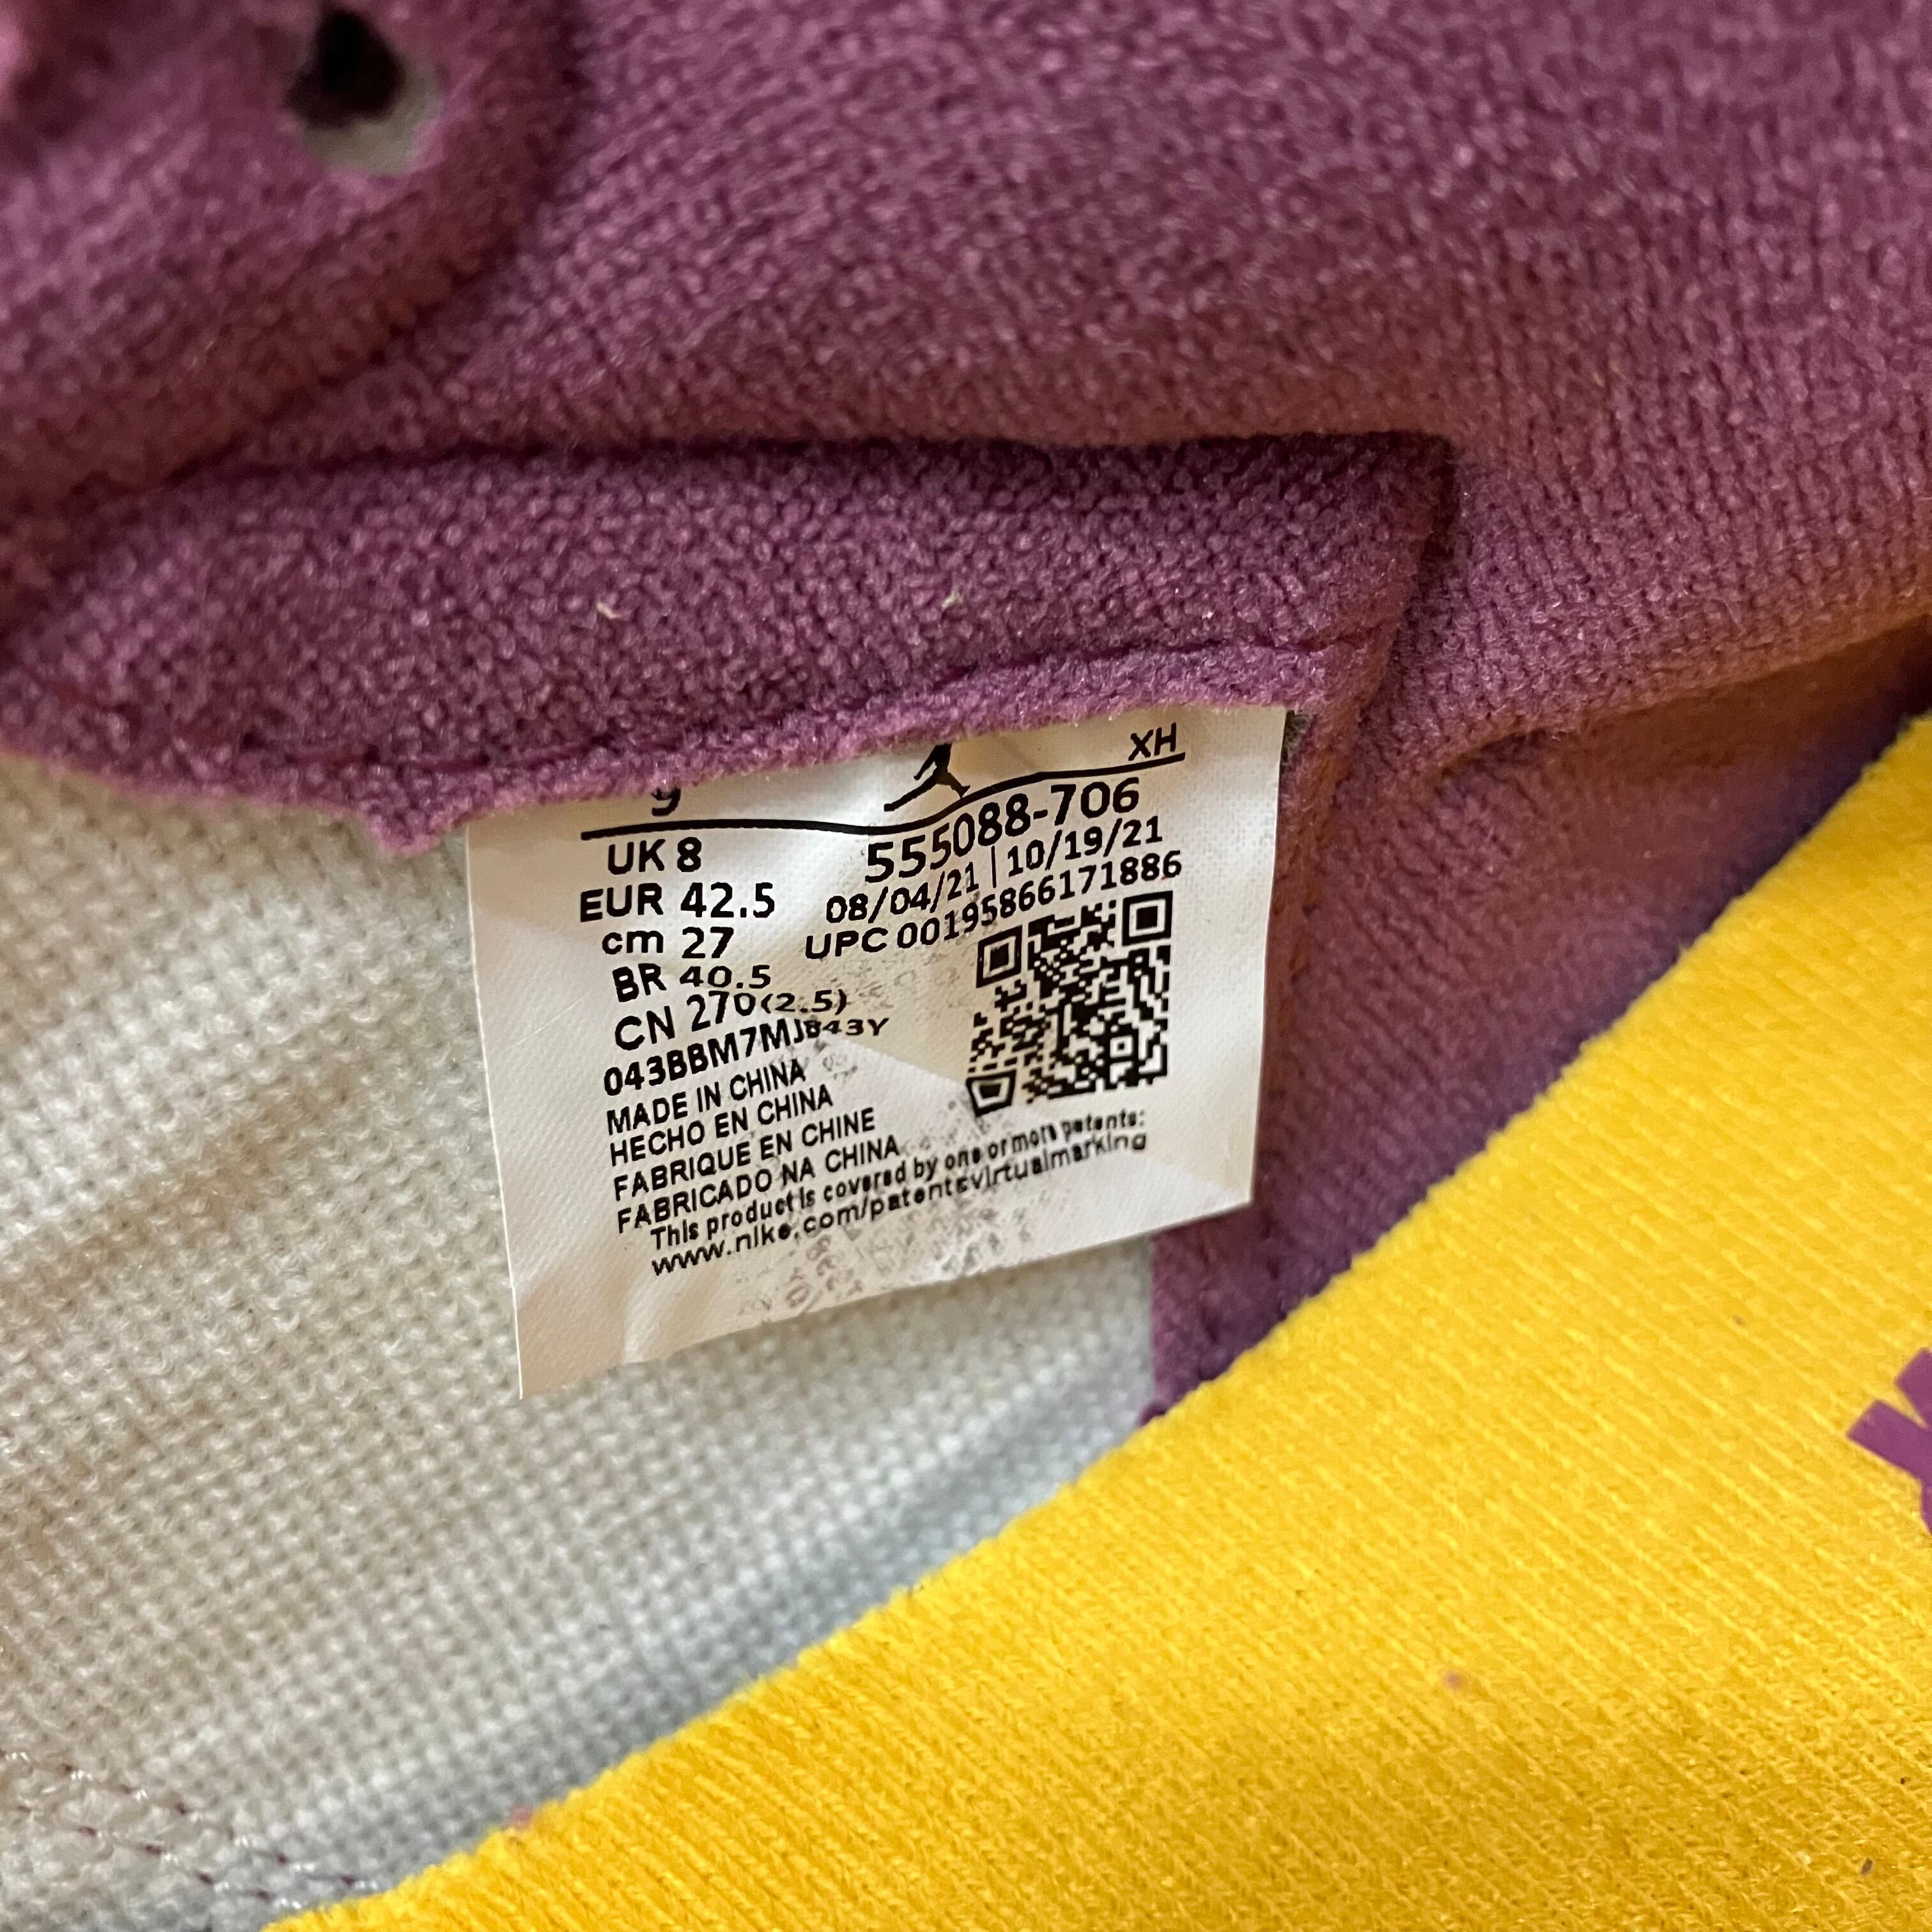 XH
9
555088-706
UK 8
08/04/21 | 10/19/21
EUR 42.5
UPC 00195866171886
cm 27
BR 40.5
CN 270(2.5)
043BBM7MJ843Y
MADE IN CHINA
HECHO EN CHINA
FABRIQUE EN CHINE
FABRICADO NA CHINA
This product is covered by one or more patents:
www.nike.com/patentsvirtualmarking